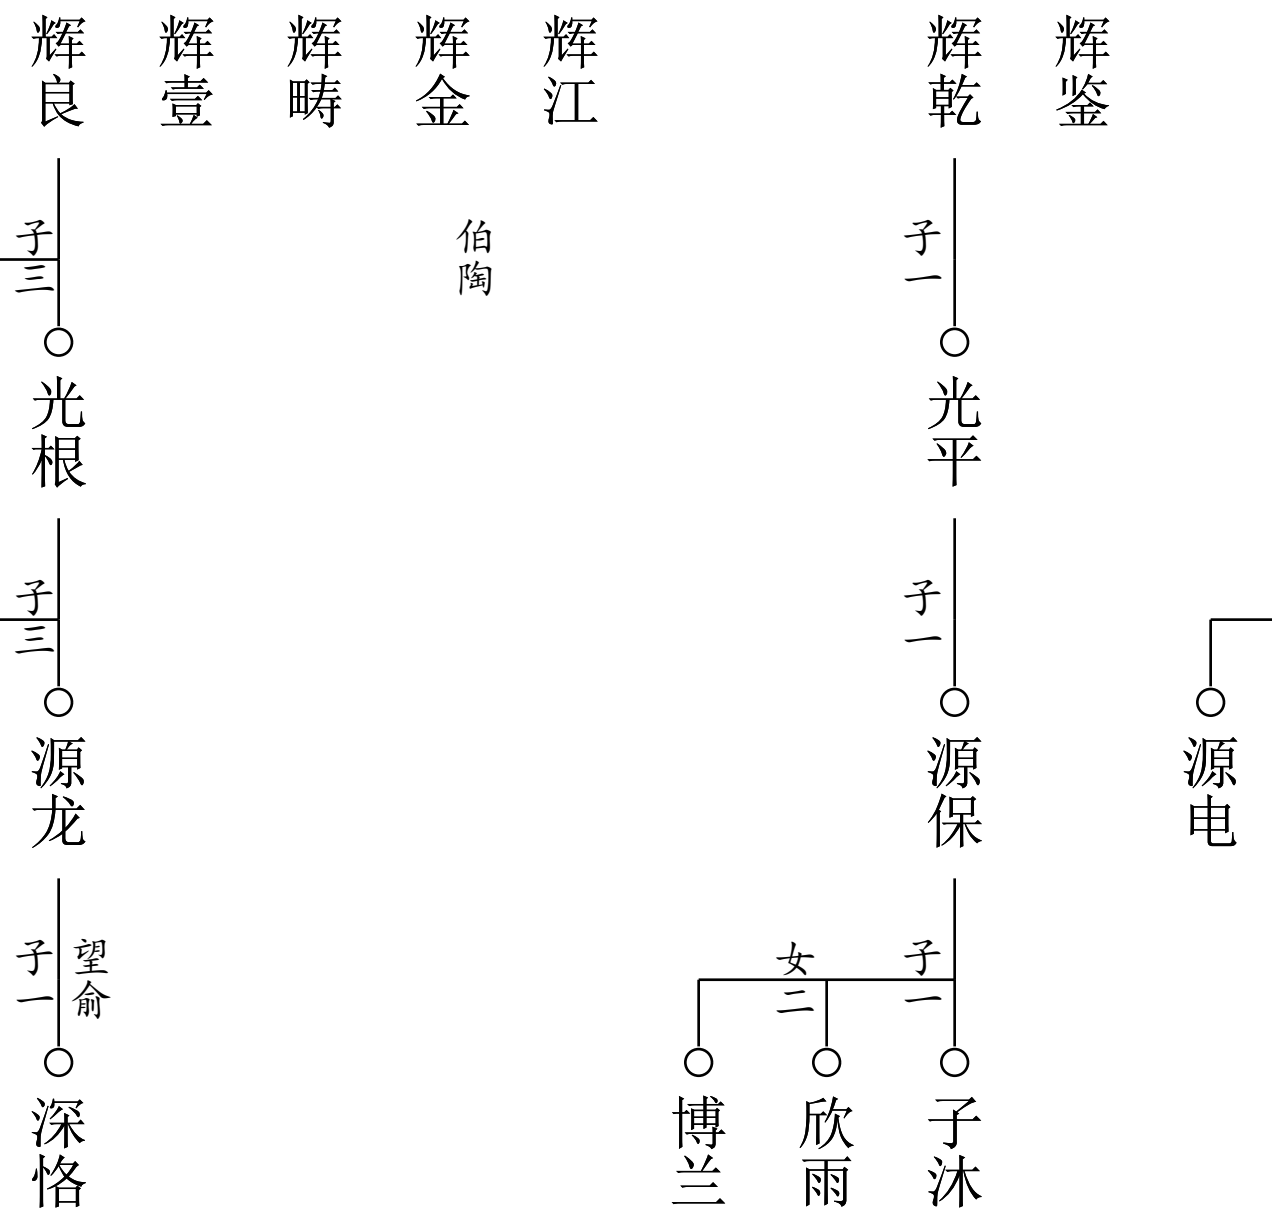 辉良
辉壹
辉畴
辉金
辉江
辉乾
辉鉴
子三
伯陶
子一
光根
光平
子三
子一
源龙
源保
源电
子一
望俞
女二
子一
深恪
博兰
欣雨
子沐